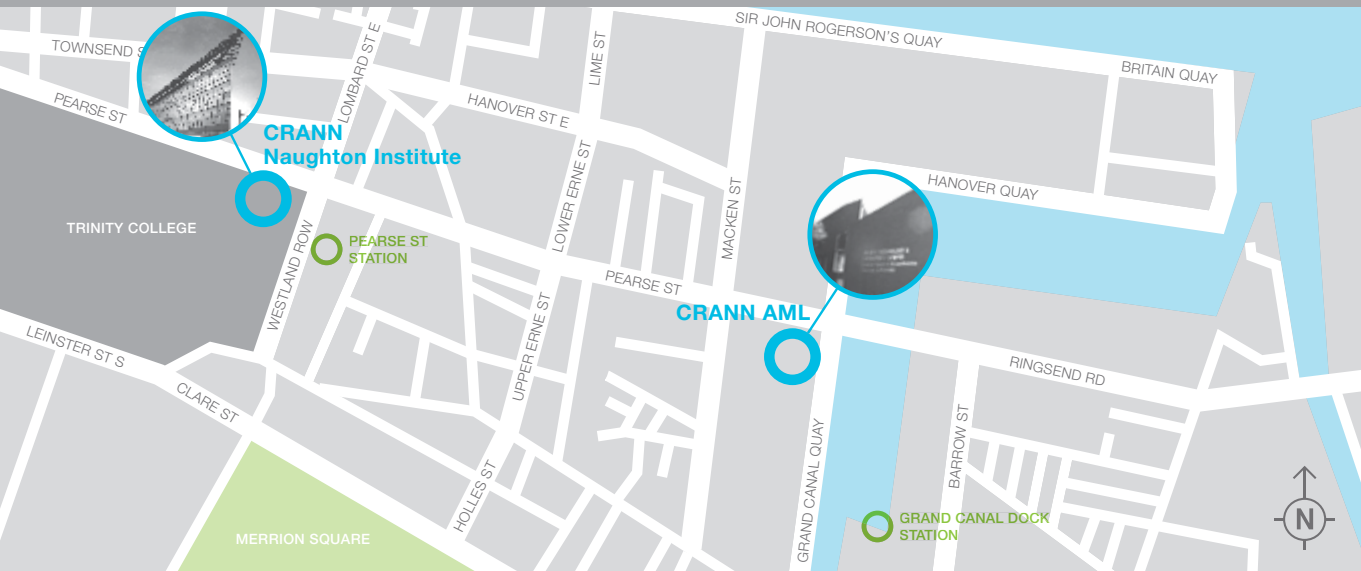 SIR JOHN ROGERSON'S QUAY
TOWNSEND S
LOMBARD ST E
LIME ST
BRITAIN QUAY
PEARSE ST
HANOVER ST E
CRANN
Naughton Institute
LOWER ERNE ST
MACKEN ST
HANOVER QUAY
TRINITY COLLEGE
WESTLAND ROW
PEARSE ST
STATION
PEARSE ST
CRANN AML
LEINSTER ST S
UPPER ERNE ST
RINGSEND RD
CLARE ST
GRAND CANAL QUAY
BARROW ST
HOLLES ST
GRAND CANAL DOCK
STATION
MERRION SQUARE
N